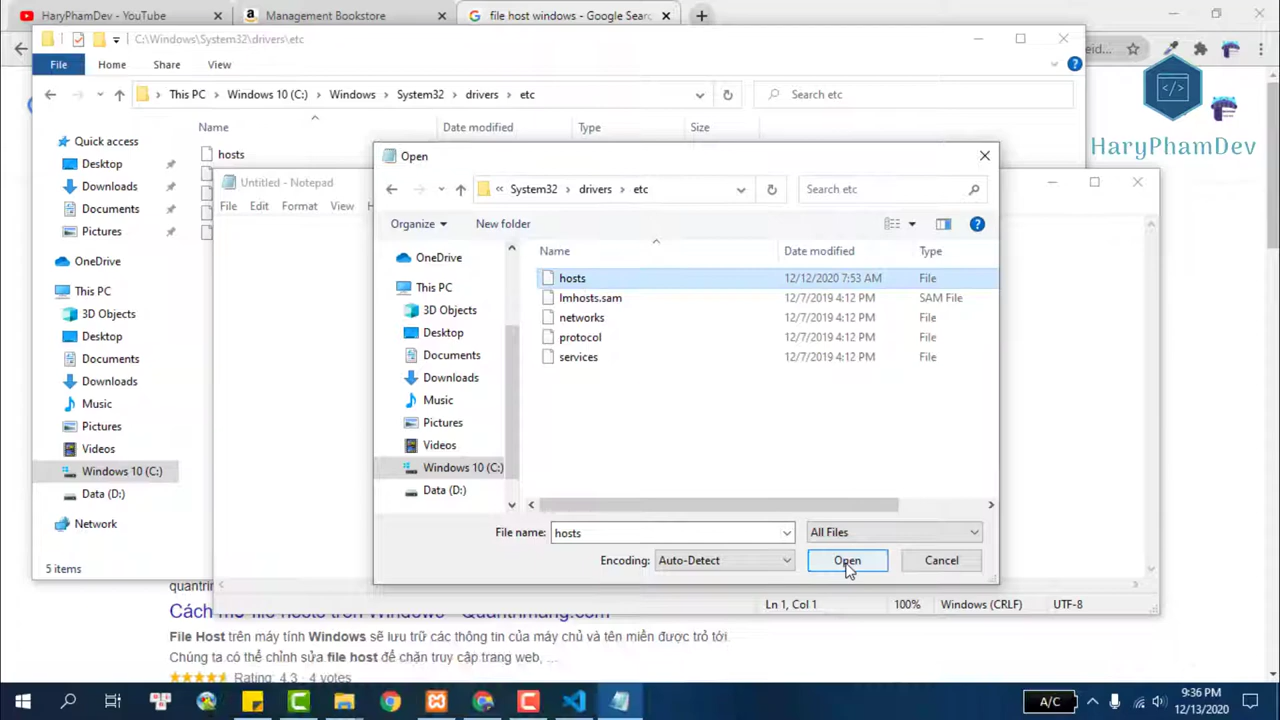 HaryPhamDev - YouTube
Management Bookstore
file host windows - Google Sear
C:\Windows\System32\drivers\etc
File Home Share View
This PC Windows 10 (C:) Windows System32 drivers etc
Search etc
HaryPhamDev
Name Date modified Type Size
Quick access
Desktop
Downloads
Documents
Pictures
OneDrive
This PC
3D Objects
Desktop
Documents
Downloads
Music
Pictures
Videos
Windows 10 (C:)
Data (D:)
Network
5 items
hosts
Untitled - Notepad
File Edit Format View H
Open
« System32 drivers etc
Search etc
Organize New folder
OneDrive
This PC
3D Objects
Desktop
Documents
Downloads
Music
Pictures
Videos
Windows 10 (C:)
Data (D:)
Name Date modified Type
hosts 12/12/2020 7:53 AM File
lmhosts.sam 12/7/2019 4:12 PM SAM File
networks 12/7/2019 4:12 PM File
protocol 12/7/2019 4:12 PM File
services 12/7/2019 4:12 PM File
File name: hosts All Files
Encoding: Auto-Detect Open Cancel
Ln 1, Col 1 100% Windows (CRLF) UTF-8
Cách mở file hosts trên Windows - Quantrimang.com
File Host trên máy tính Windows sẽ lưu trữ các thông tin của máy chủ và tên miền được trỏ tới.
Chúng ta có thể chỉnh sửa file host để chặn truy cập trang web, ...
Rating: 4.3 · 4 votes
A/C
9:36 PM
12/13/2020